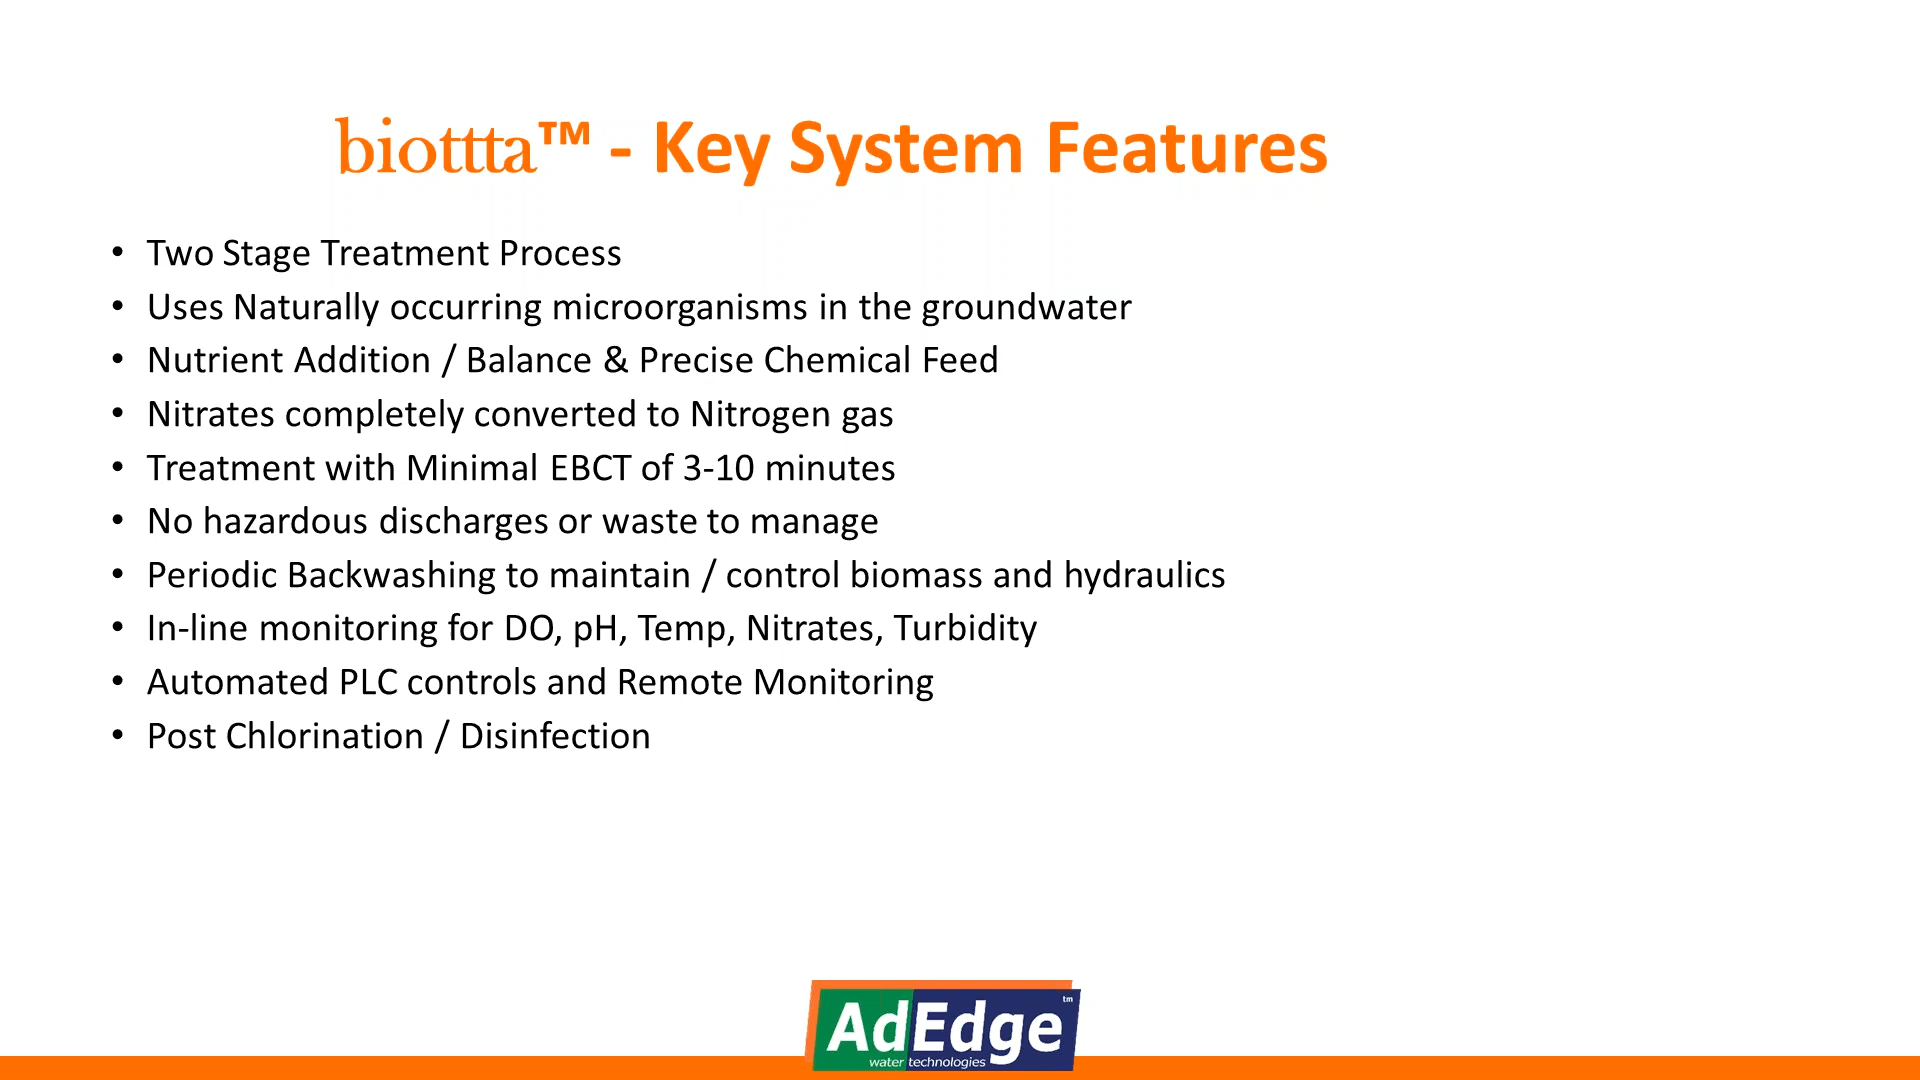 biottta™ - Key System Features
• Two Stage Treatment Process
• Uses Naturally occurring microorganisms in the groundwater
• Nutrient Addition / Balance & Precise Chemical Feed
• Nitrates completely converted to Nitrogen gas
• Treatment with Minimal EBCT of 3-10 minutes
• No hazardous discharges or waste to manage
• Periodic Backwashing to maintain / control biomass and hydraulics
• In-line monitoring for DO, pH, Temp, Nitrates, Turbidity
• Automated PLC controls and Remote Monitoring
• Post Chlorination / Disinfection
AdEdge tm
water technologies